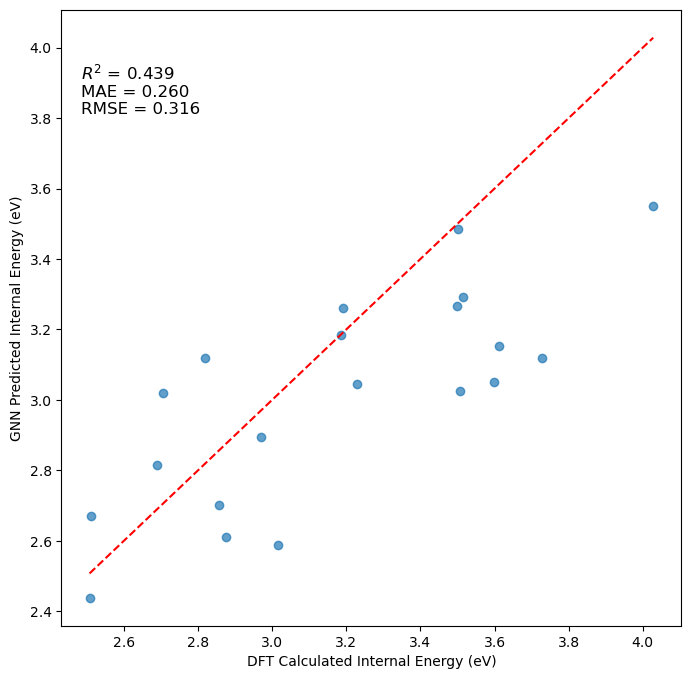 R² = 0.439
MAE = 0.260
RMSE = 0.316
GNN Predicted Internal Energy (eV)
4.0
3.8
3.6
3.4
3.2
3.0
2.8
2.6
2.4
2.6 2.8 3.0 3.2 3.4 3.6 3.8 4.0
DFT Calculated Internal Energy (eV)